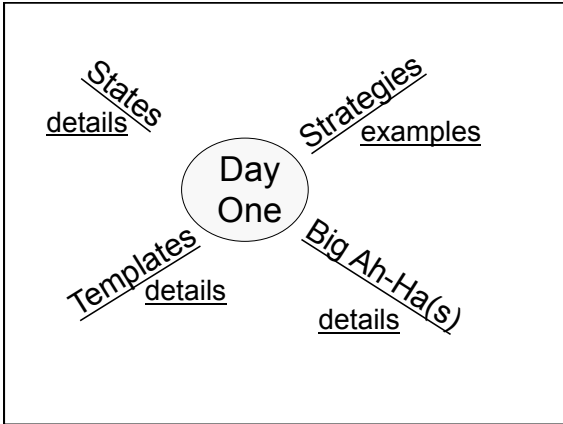 States
details
Strategies
examples
Day
One
Templates
details
Big Ah-Ha(s)
details